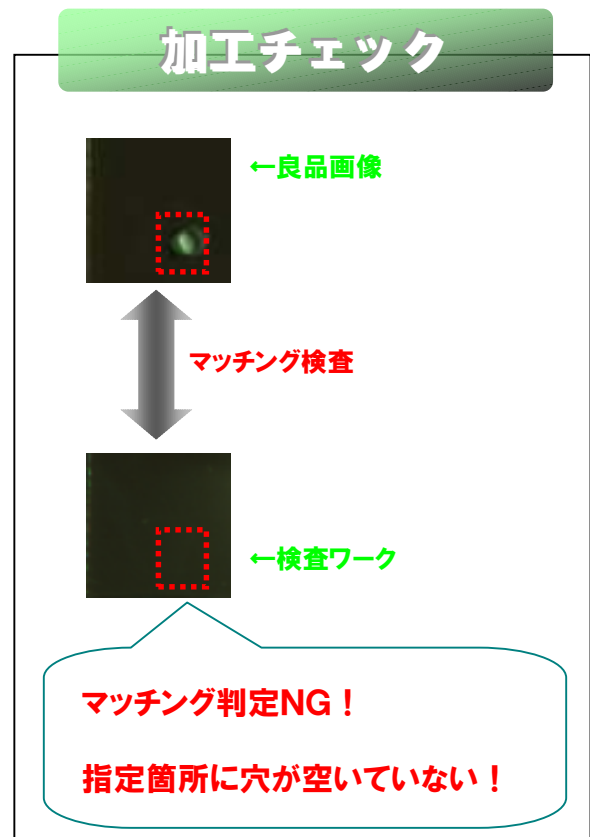 加工チェック
←良品画像
マッチング検査
←検査ワーク
マッチング判定NG！
指定箇所に穴が空いていない！